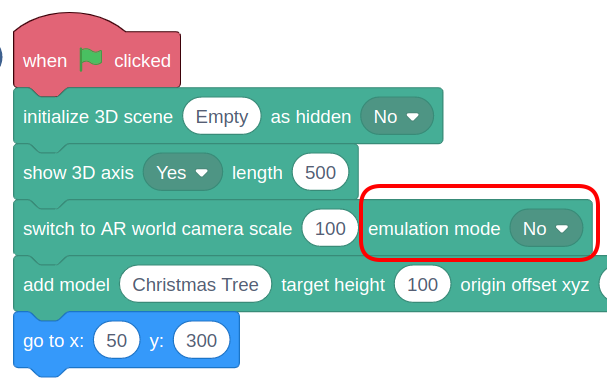 when clicked
initialize 3D scene Empty as hidden No
show 3D axis Yes length 500
switch to AR world camera scale 100 emulation mode No
add model Christmas Tree target height 100 origin offset xyz
go to x: 50 y: 300